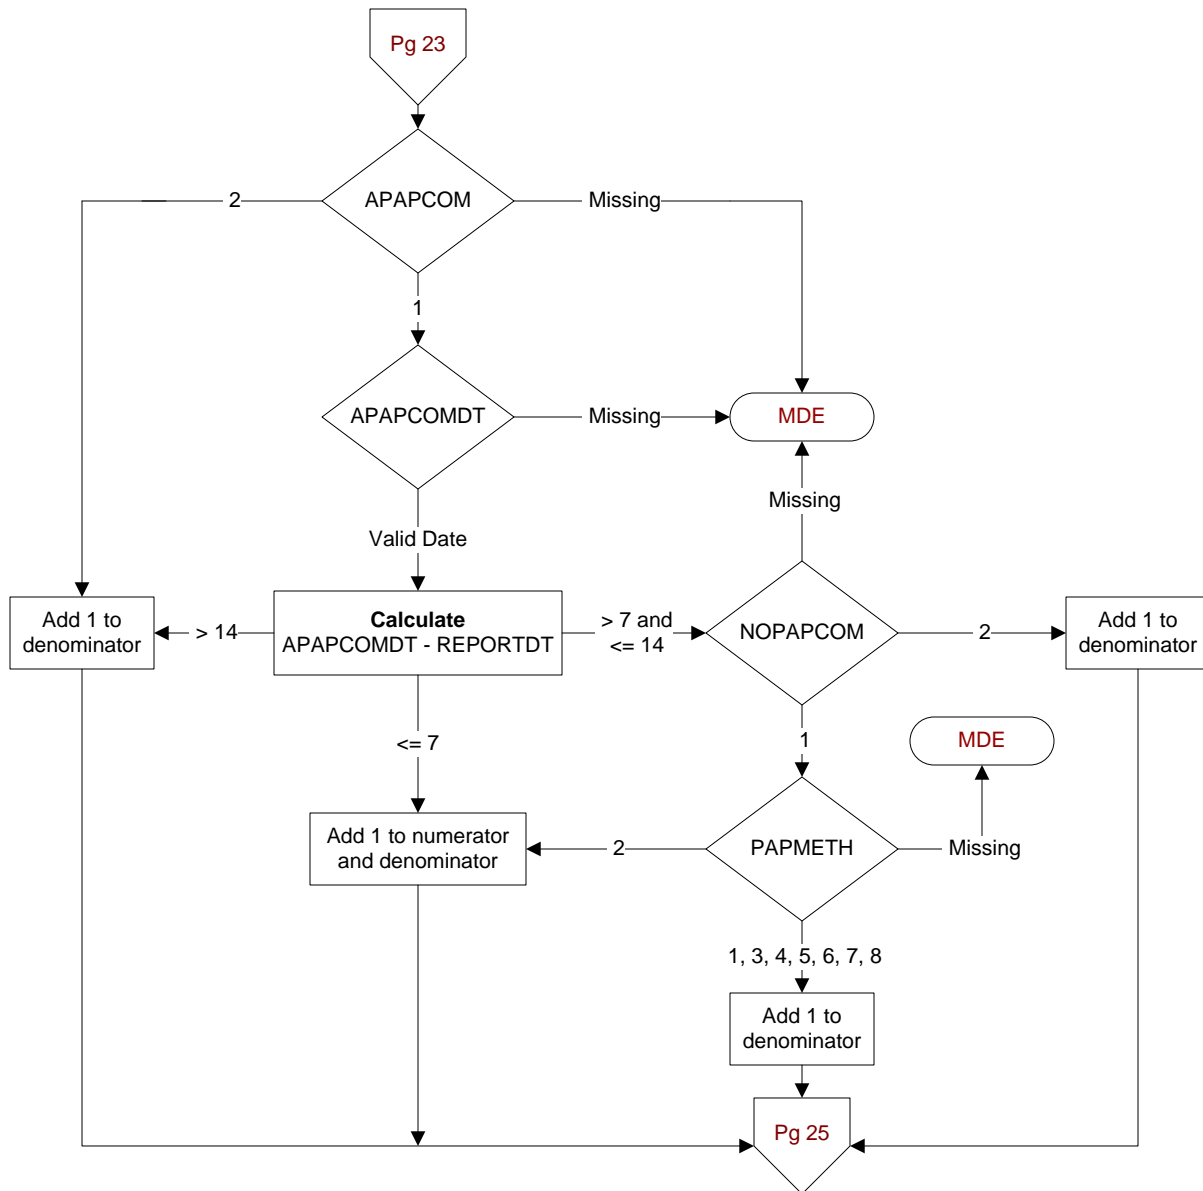 Pg 23
APAPCOM
2
Missing
1
APAPCOMDT
Missing
MDE
Missing
Valid Date
Add 1 to
denominator
> 14
Calculate
APAPCOMDT - REPORTDT
> 7 and
<= 14
NOPAPCOM
2
Add 1 to
denominator
<= 7
1
MDE
Add 1 to numerator
and denominator
2
PAPMETH
Missing
1, 3, 4, 5, 6, 7, 8
Add 1 to
denominator
Pg 25